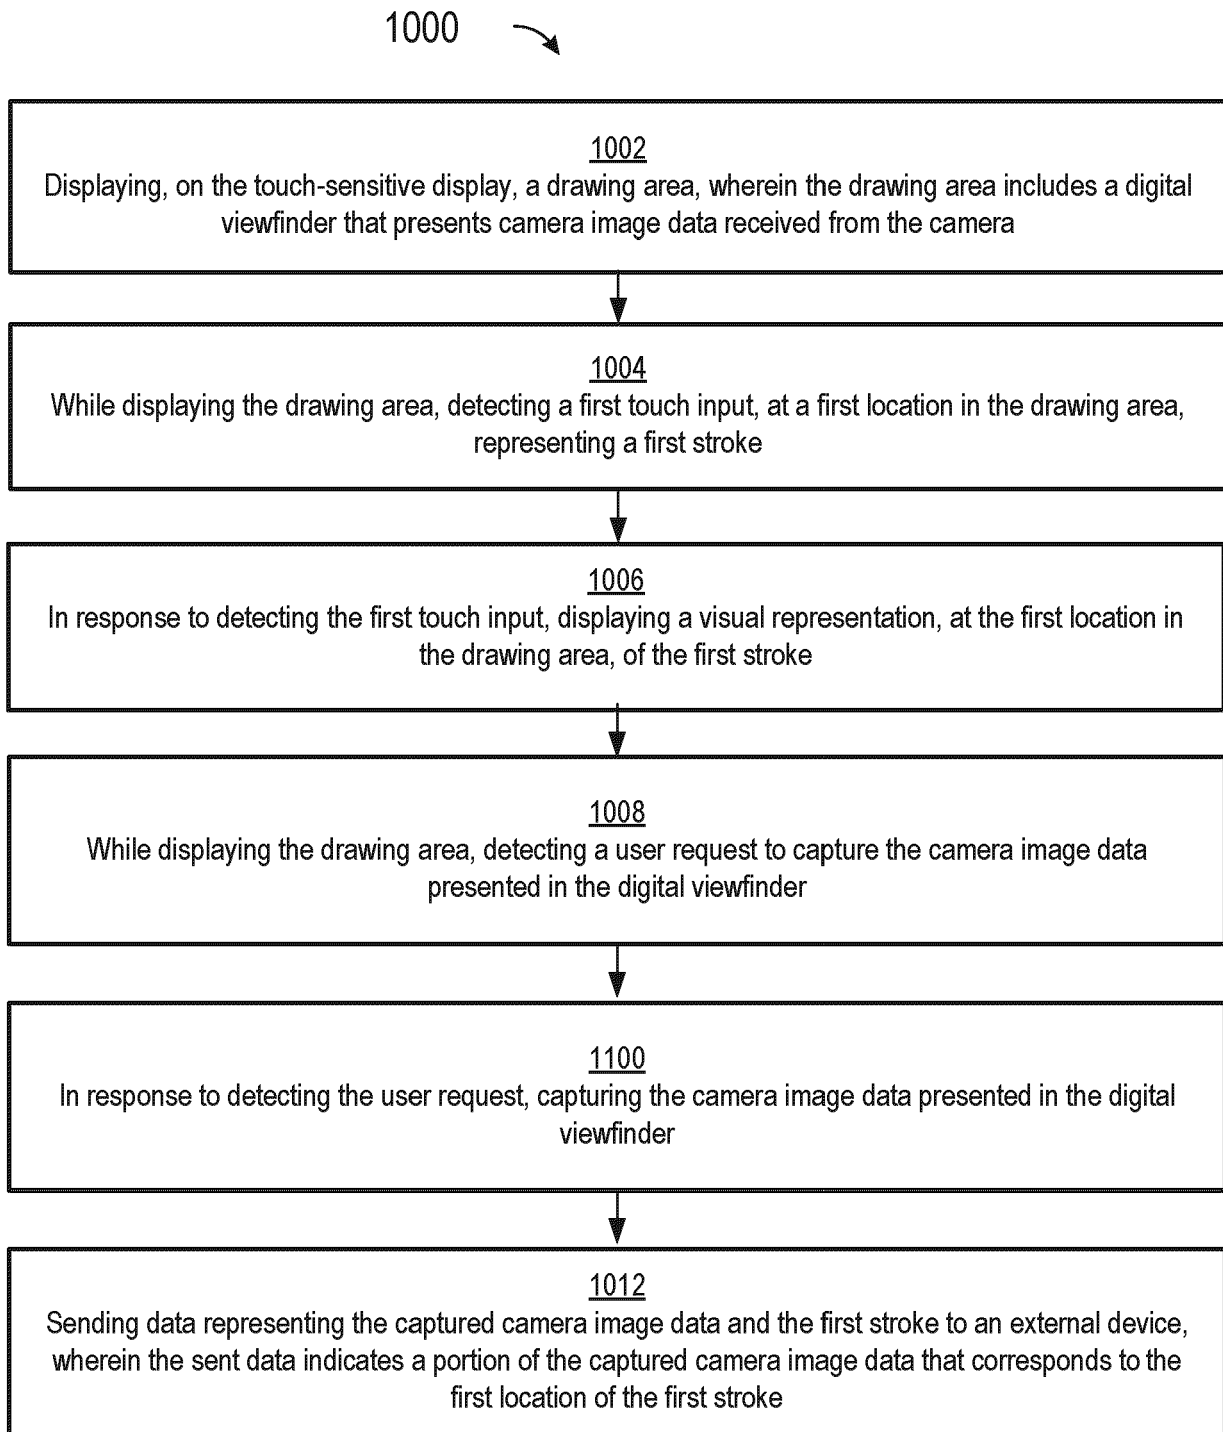 1000
1002
Displaying, on the touch-sensitive display, a drawing area, wherein the drawing area includes a digital
viewfinder that presents camera image data received from the camera
1004
While displaying the drawing area, detecting a first touch input, at a first location in the drawing area,
representing a first stroke
1006
In response to detecting the first touch input, displaying a visual representation, at the first location in
the drawing area, of the first stroke
1008
While displaying the drawing area, detecting a user request to capture the camera image data
presented in the digital viewfinder
1100
In response to detecting the user request, capturing the camera image data presented in the digital
viewfinder
1012
Sending data representing the captured camera image data and the first stroke to an external device,
wherein the sent data indicates a portion of the captured camera image data that corresponds to the
first location of the first stroke